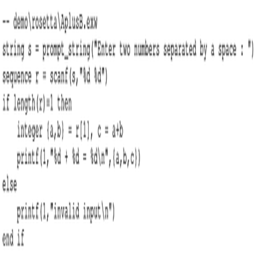 -- demo\rosetta\AplusB.exw
string s = prompt_string("Enter two numbers separated by a space : ")
sequence r = scanf(s,"%d %d")
if length(r)=1 then
    integer {a,b} = r[1], c = a+b
    printf(1,"%d + %d = %d\n",{a,b,c})
else
    printf(1,"invalid input\n")
end if